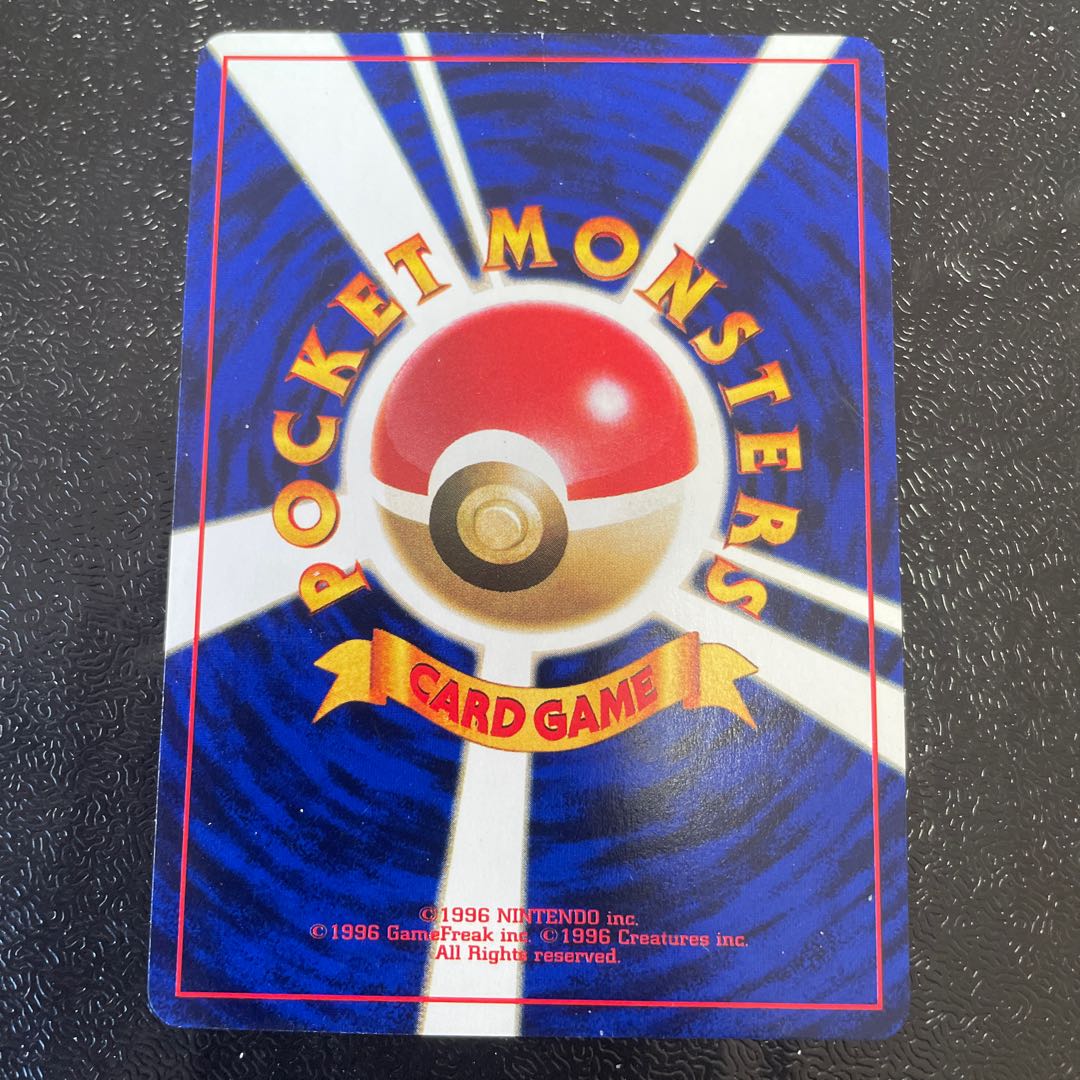 POCKET MONSTERS
CARD GAME
©1996 NINTENDO inc.
©1996 GameFreak inc. ©1996 Creatures inc.
All Rights reserved.